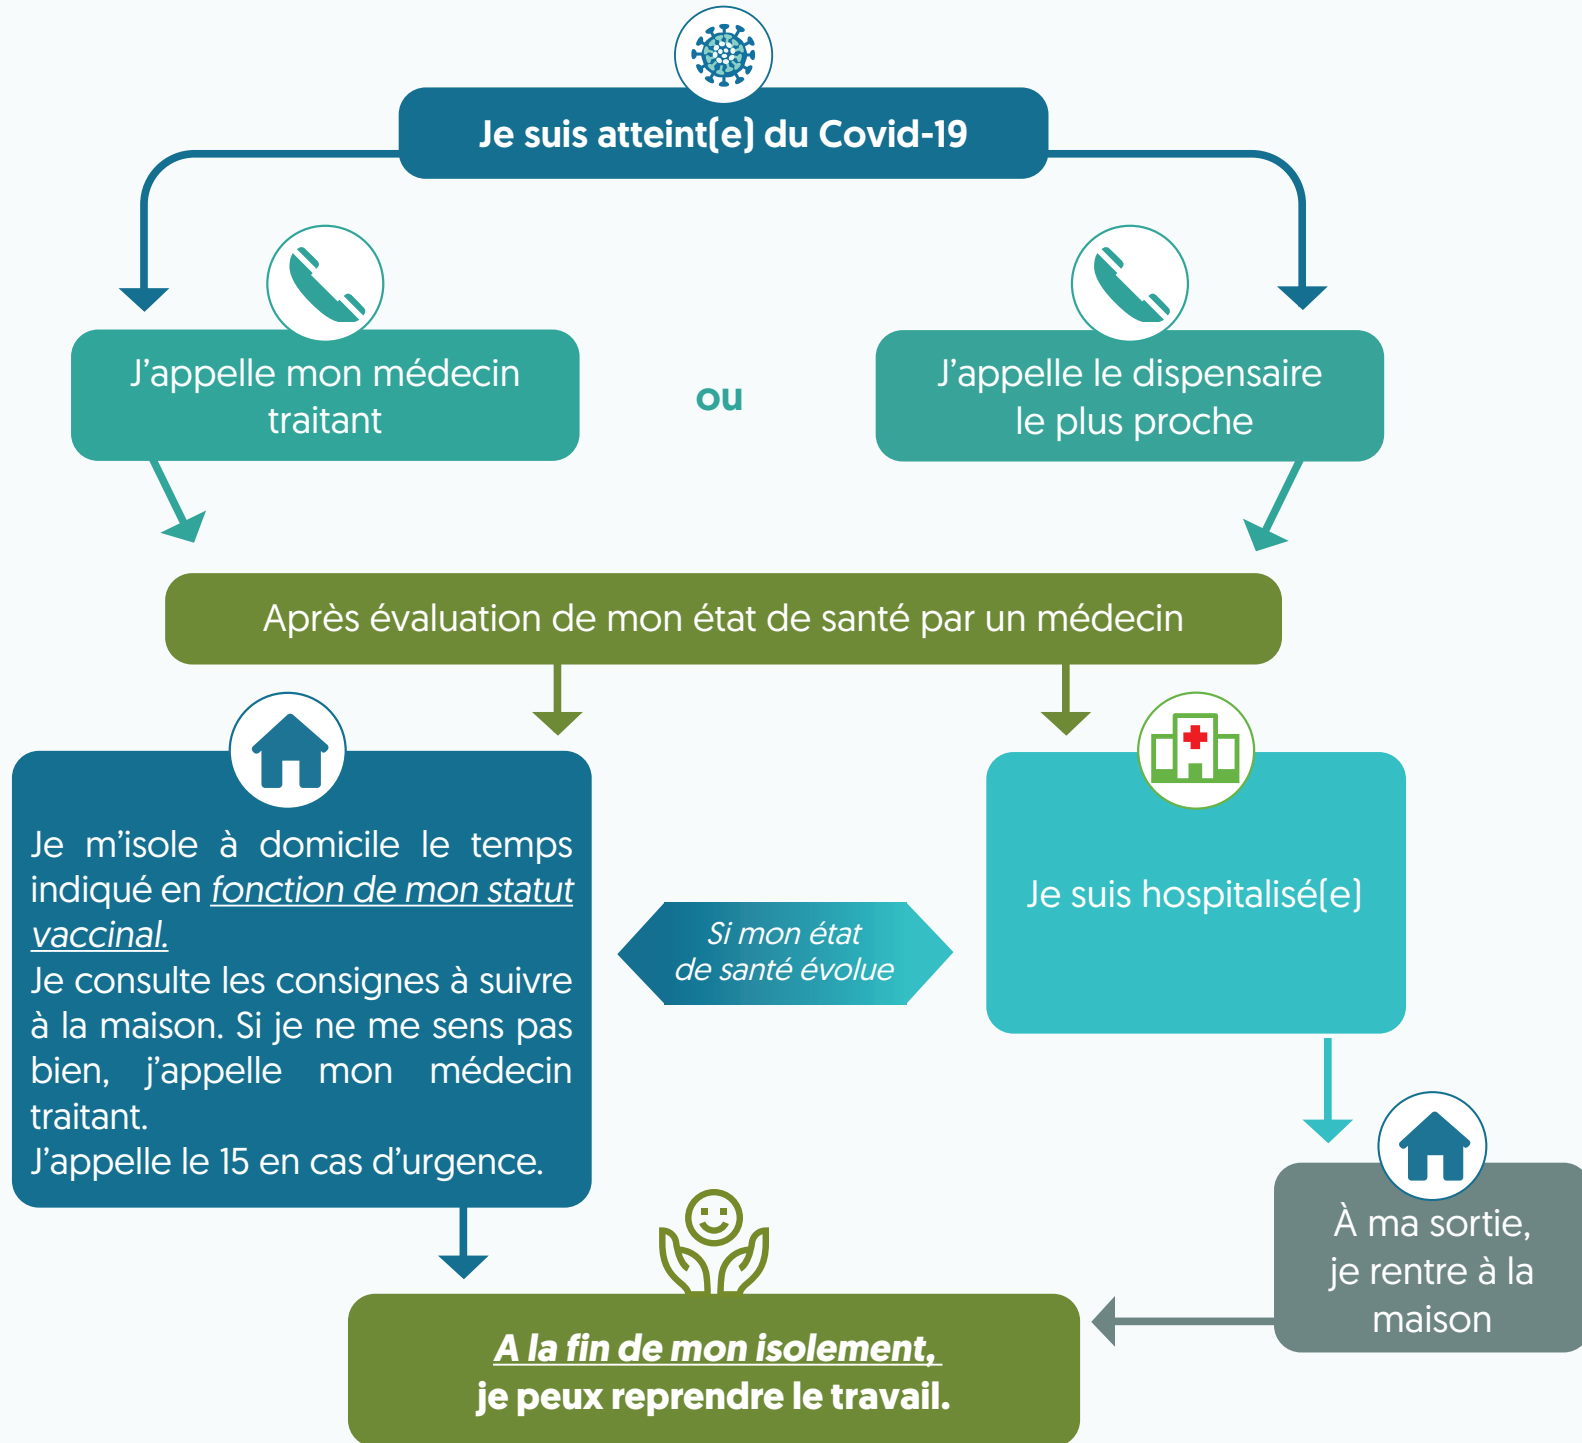 Je suis atteint(e) du Covid-19
J'appelle mon médecin
traitant
ou
J'appelle le dispensaire
le plus proche
Après évaluation de mon état de santé par un médecin
Je m'isole à domicile le temps
indiqué en fonction de mon statut
vaccinal.
Je consulte les consignes à suivre
à la maison. Si je ne me sens pas
bien, j'appelle mon médecin
traitant.
J'appelle le 15 en cas d'urgence.
Si mon état
de santé évolue
Je suis hospitalisé(e)
À ma sortie,
je rentre à la
maison
A la fin de mon isolement,
je peux reprendre le travail.